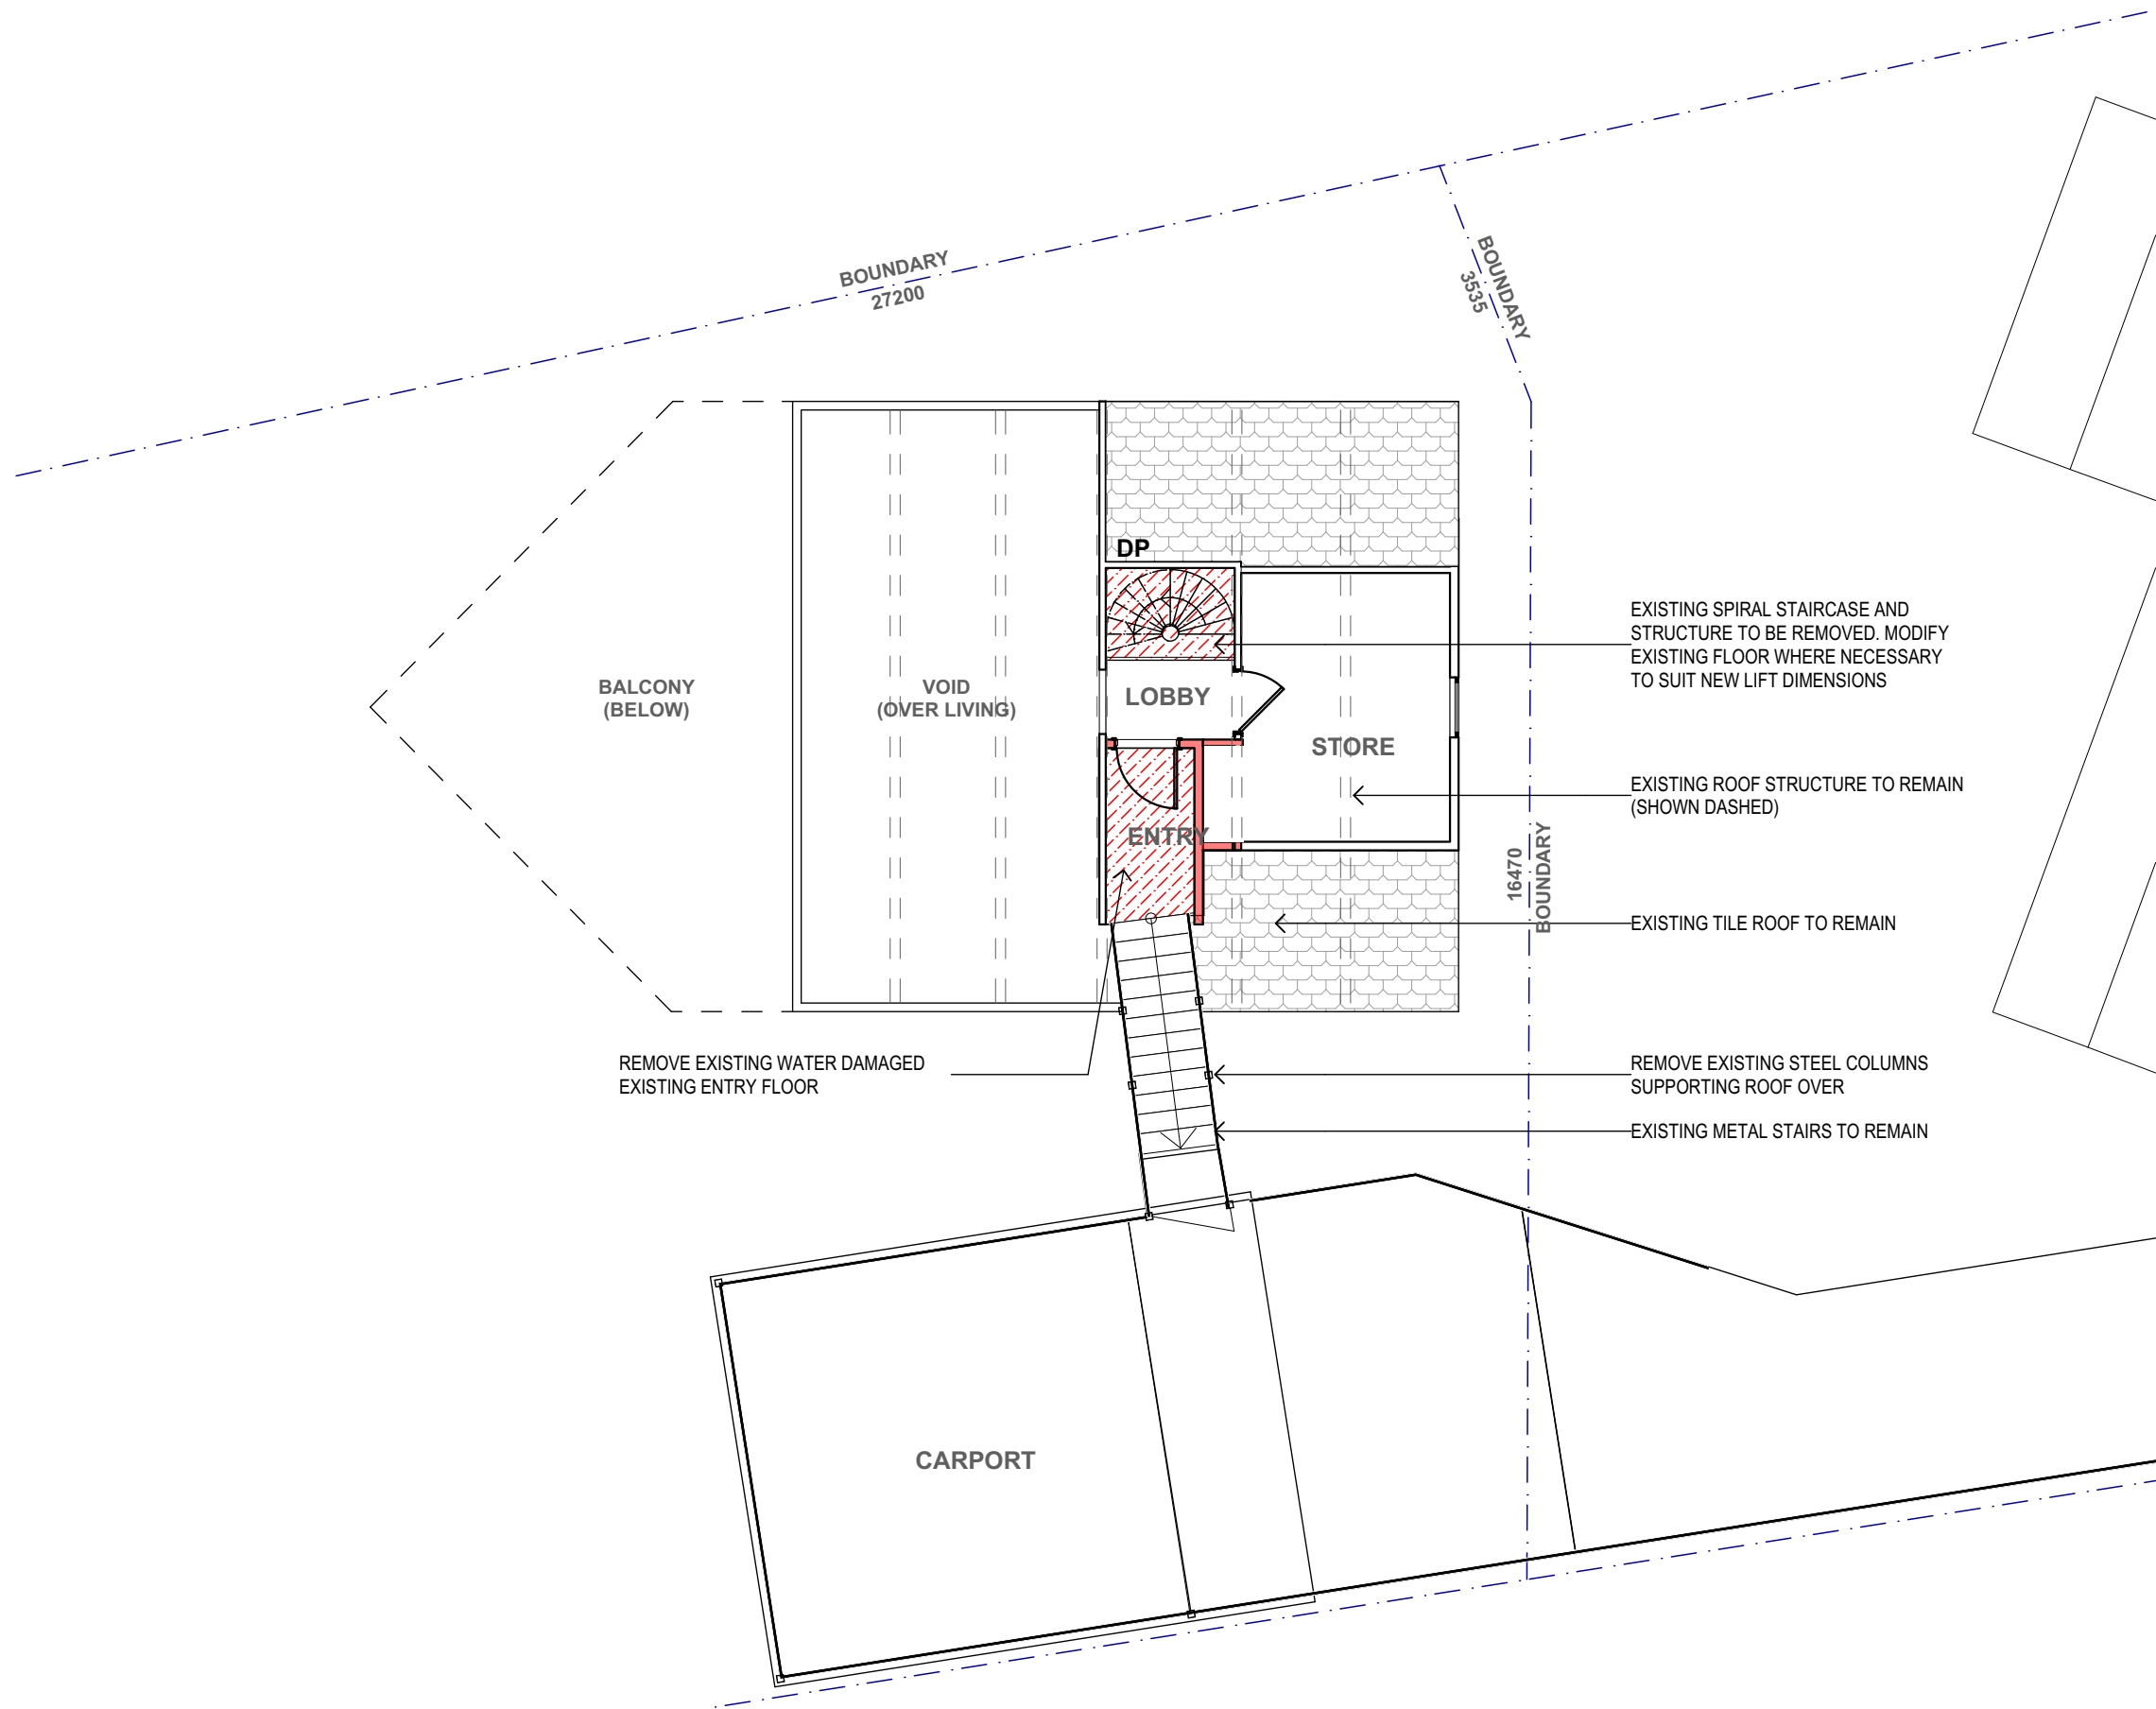 BOUNDARY
27200
BOUNDARY
3535
DP
EXISTING SPIRAL STAIRCASE AND
STRUCTURE TO BE REMOVED. MODIFY
EXISTING FLOOR WHERE NECESSARY
TO SUIT NEW LIFT DIMENSIONS
BALCONY
(BELOW)
VOID
(OVER LIVING)
LOBBY
STORE
EXISTING ROOF STRUCTURE TO REMAIN
(SHOWN DASHED)
ENTRY
16470
BOUNDARY
EXISTING TILE ROOF TO REMAIN
REMOVE EXISTING WATER DAMAGED
EXISTING ENTRY FLOOR
REMOVE EXISTING STEEL COLUMNS
SUPPORTING ROOF OVER
EXISTING METAL STAIRS TO REMAIN
CARPORT